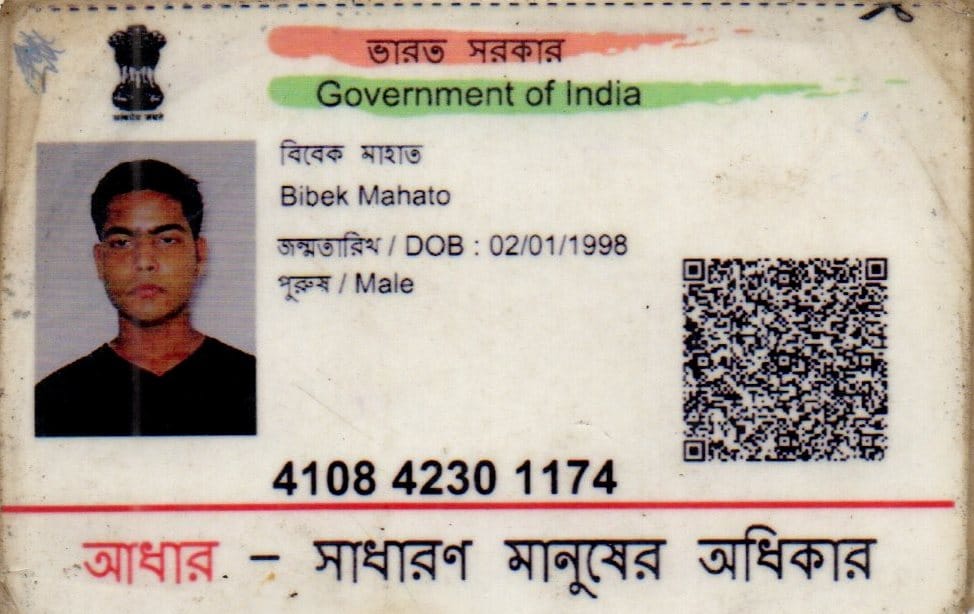 ভারত সরকার
Government of India
বিবেক মাহাত
Bibek Mahato
জন্মতারিখ / DOB : 02/01/1998
পুরুষ / Male
4108 4230 1174
আধার – সাধারণ মানুষের অধিকার